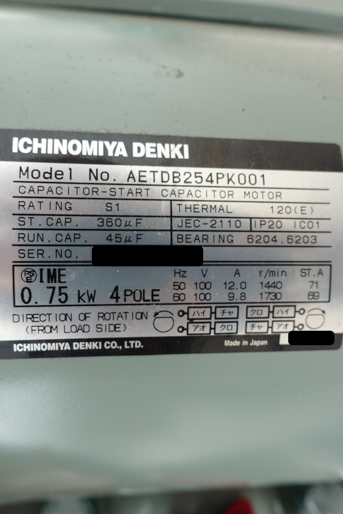 ICHINOMIYA DENKI
Model No. AETDB254PK001
CAPACITOR-START CAPACITOR MOTOR
RATING S1 THERMAL 120(E)
ST.CAP. 360μF JEC-2110 IP20 IC01
RUN.CAP. 45μF BEARING 6204.6203
SER.NO.
PS E IME Hz V A r/min ST.A
50 100 12.0 1440 71
0.75 kW 4POLE 60 100 9.8 1730 69
DIRECTION OF ROTATION ハイ チャ クロ ハイ
(FROM LOAD SIDE) アオ クロ チャ アオ
ICHINOMIYA DENKI CO., LTD. Made in Japan